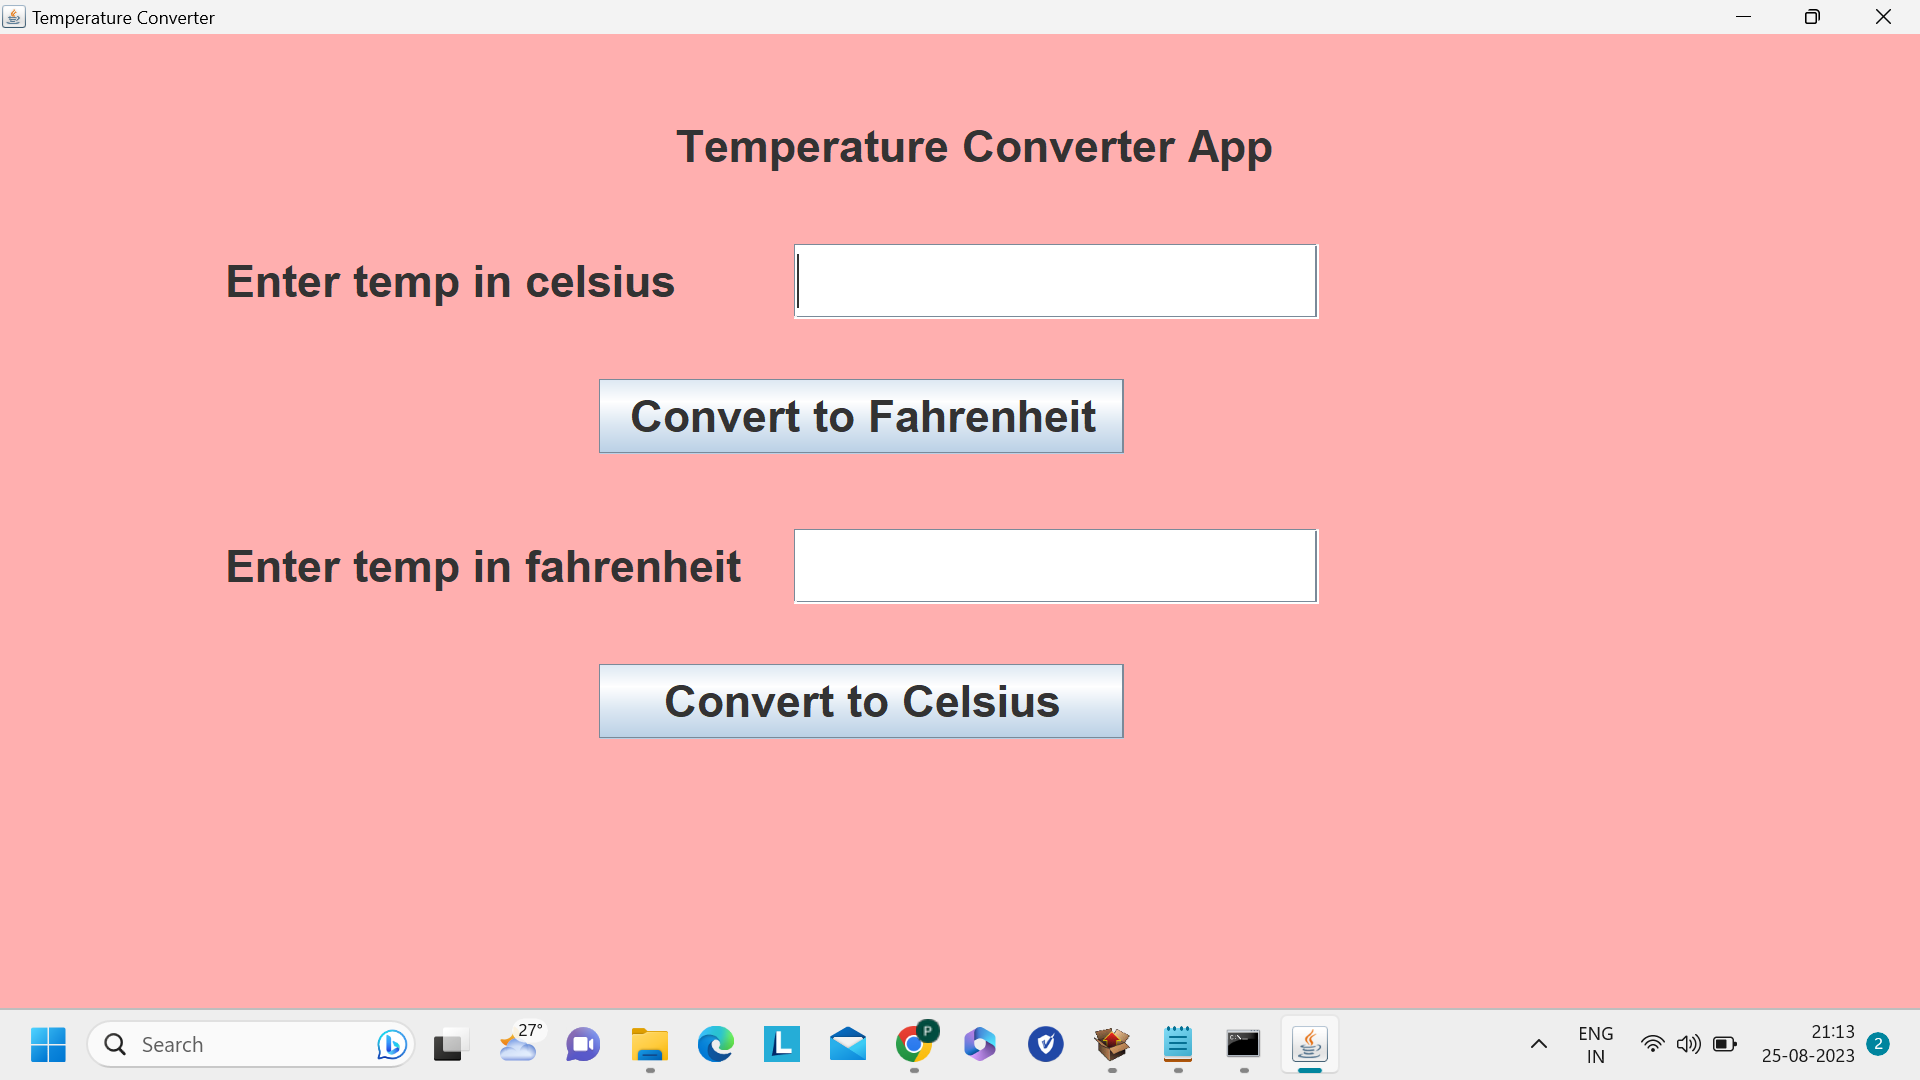 Temperature Converter
Temperature Converter App
Enter temp in celsius
Convert to Fahrenheit
Enter temp in fahrenheit
Convert to Celsius
Search
27°
L
P
ENG
IN
21:13
25-08-2023
2